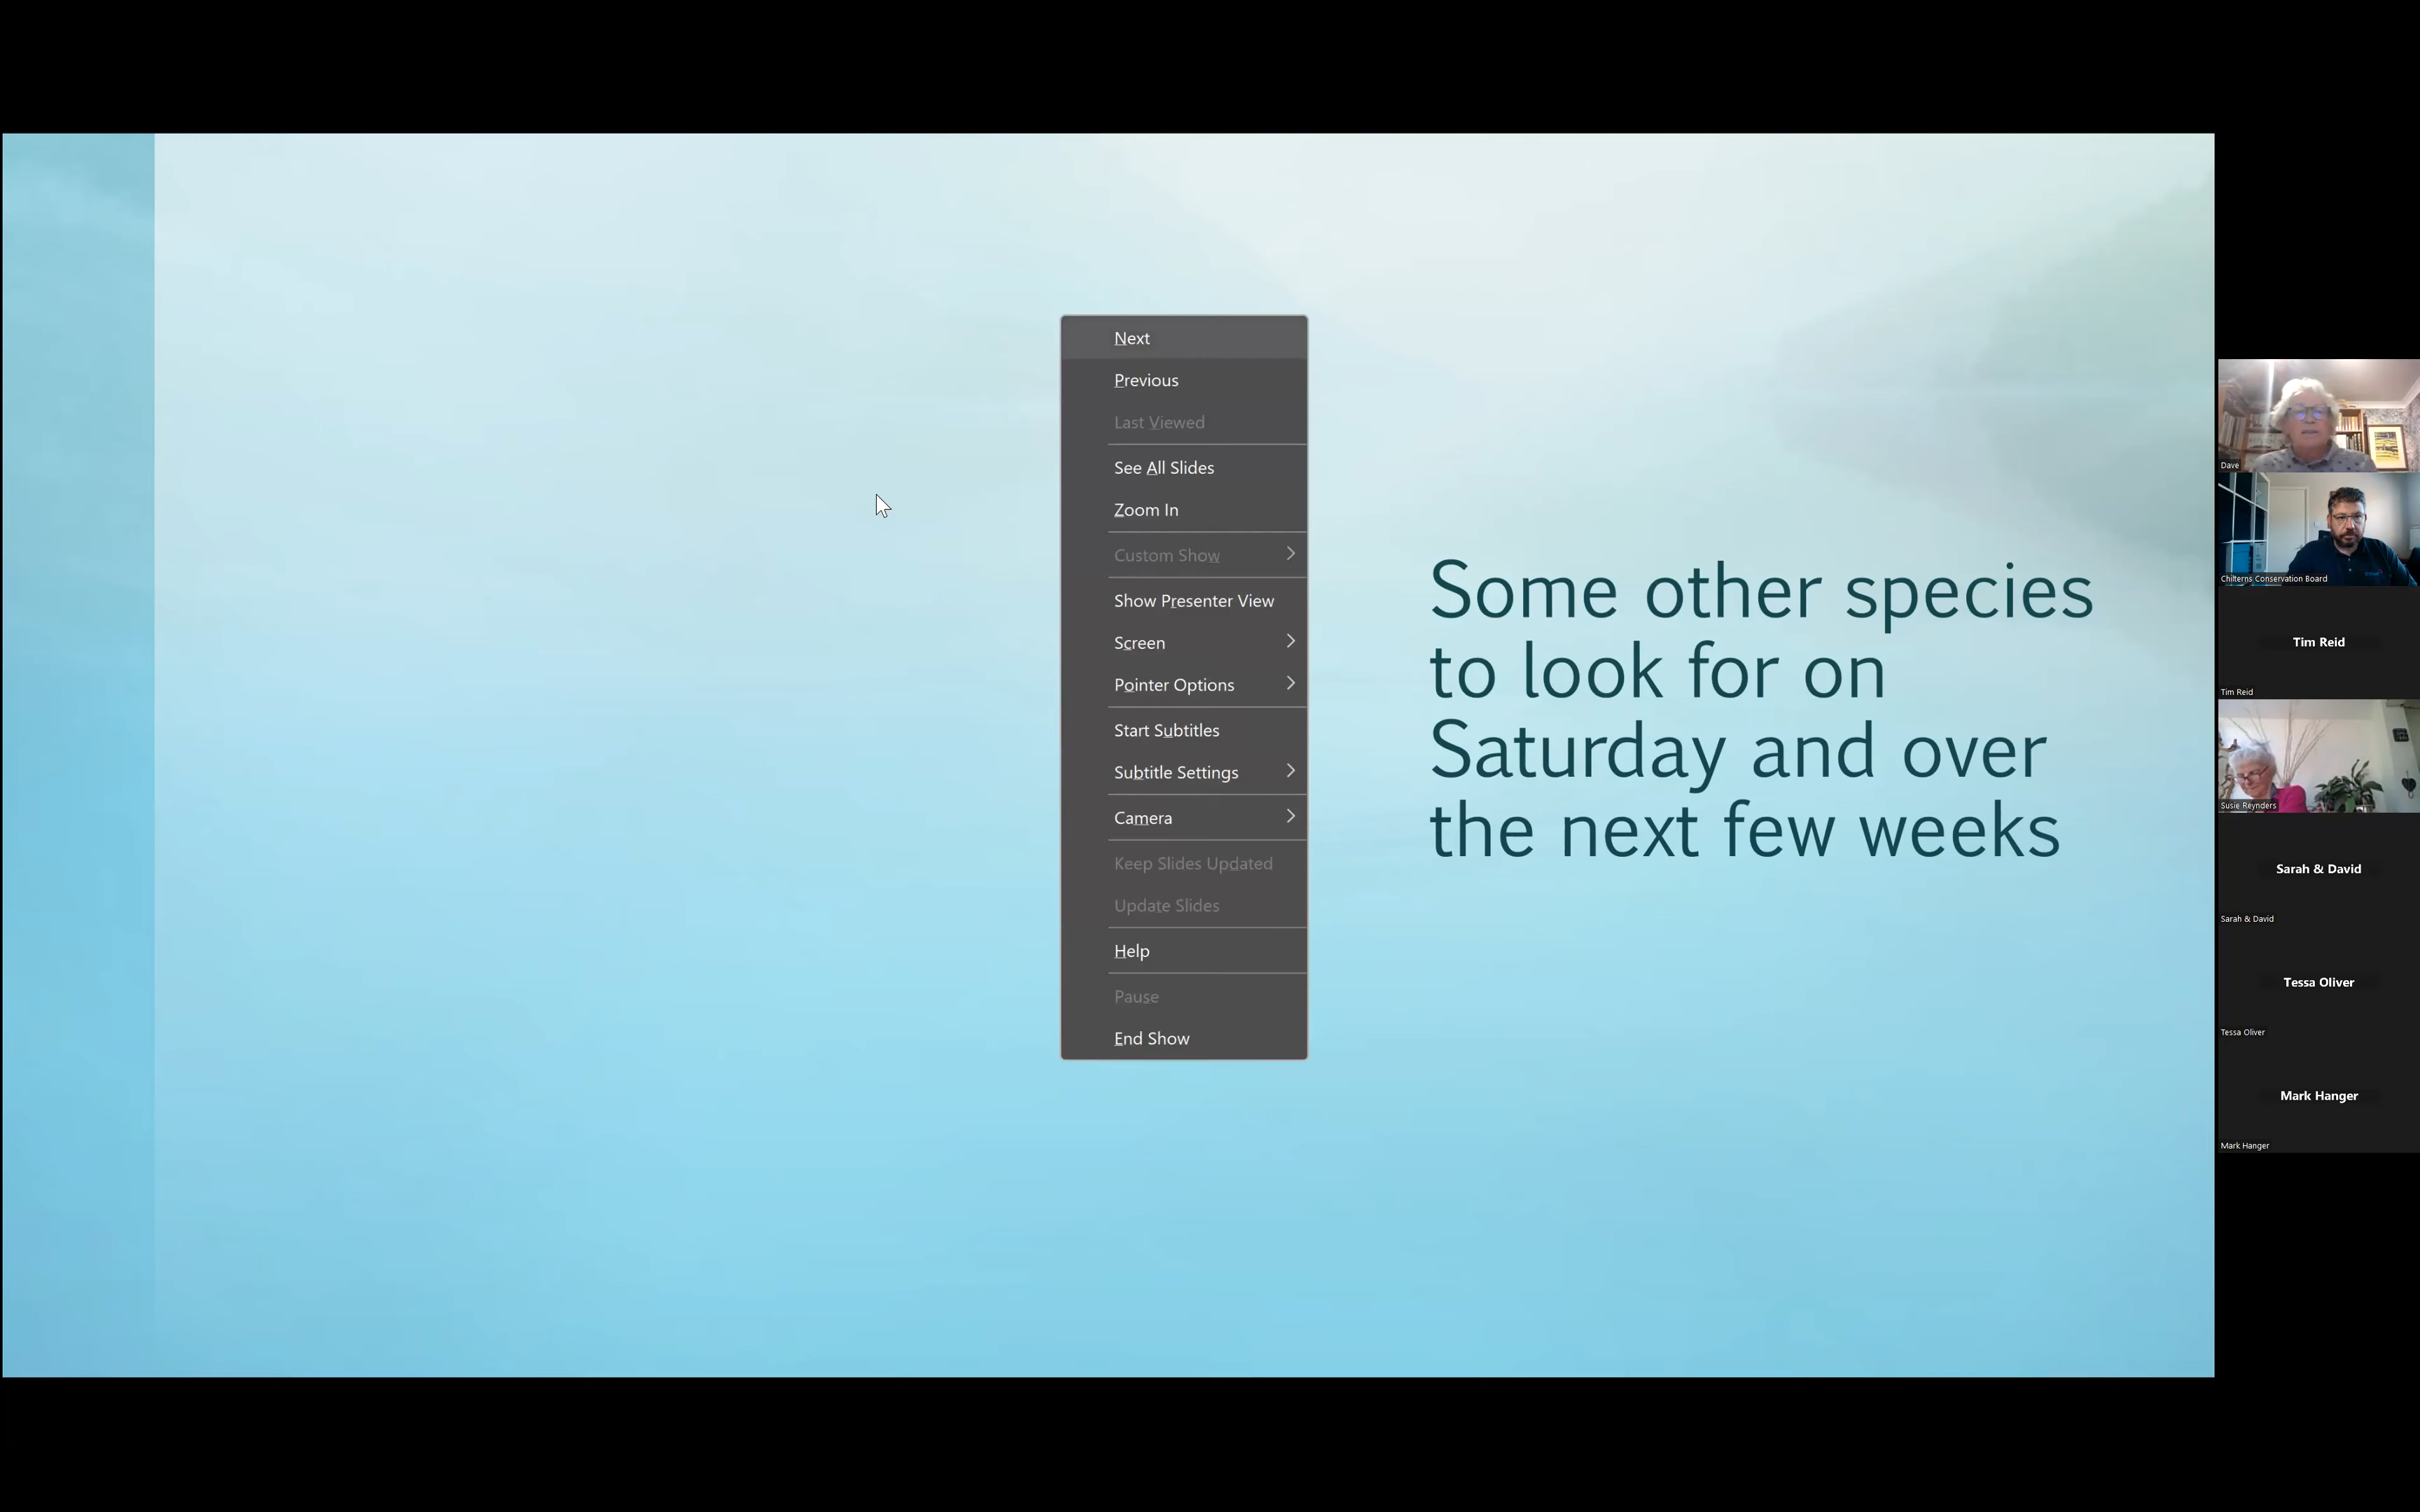 Next
Previous
Last Viewed
See All Slides
Zoom In
Custom Show
Show Presenter View
Screen
Pointer Options
Start Subtitles
Subtitle Settings
Camera
Keep Slides Updated
Update Slides
Help
Pause
End Show
Some other species
to look for on
Saturday and over
the next few weeks
Dave
Chilterns Conservation Board
Tim Reid
Tim Reid
Susie Reynders
Sarah & David
Sarah & David
Tessa Oliver
Tessa Oliver
Mark Hanger
Mark Hanger